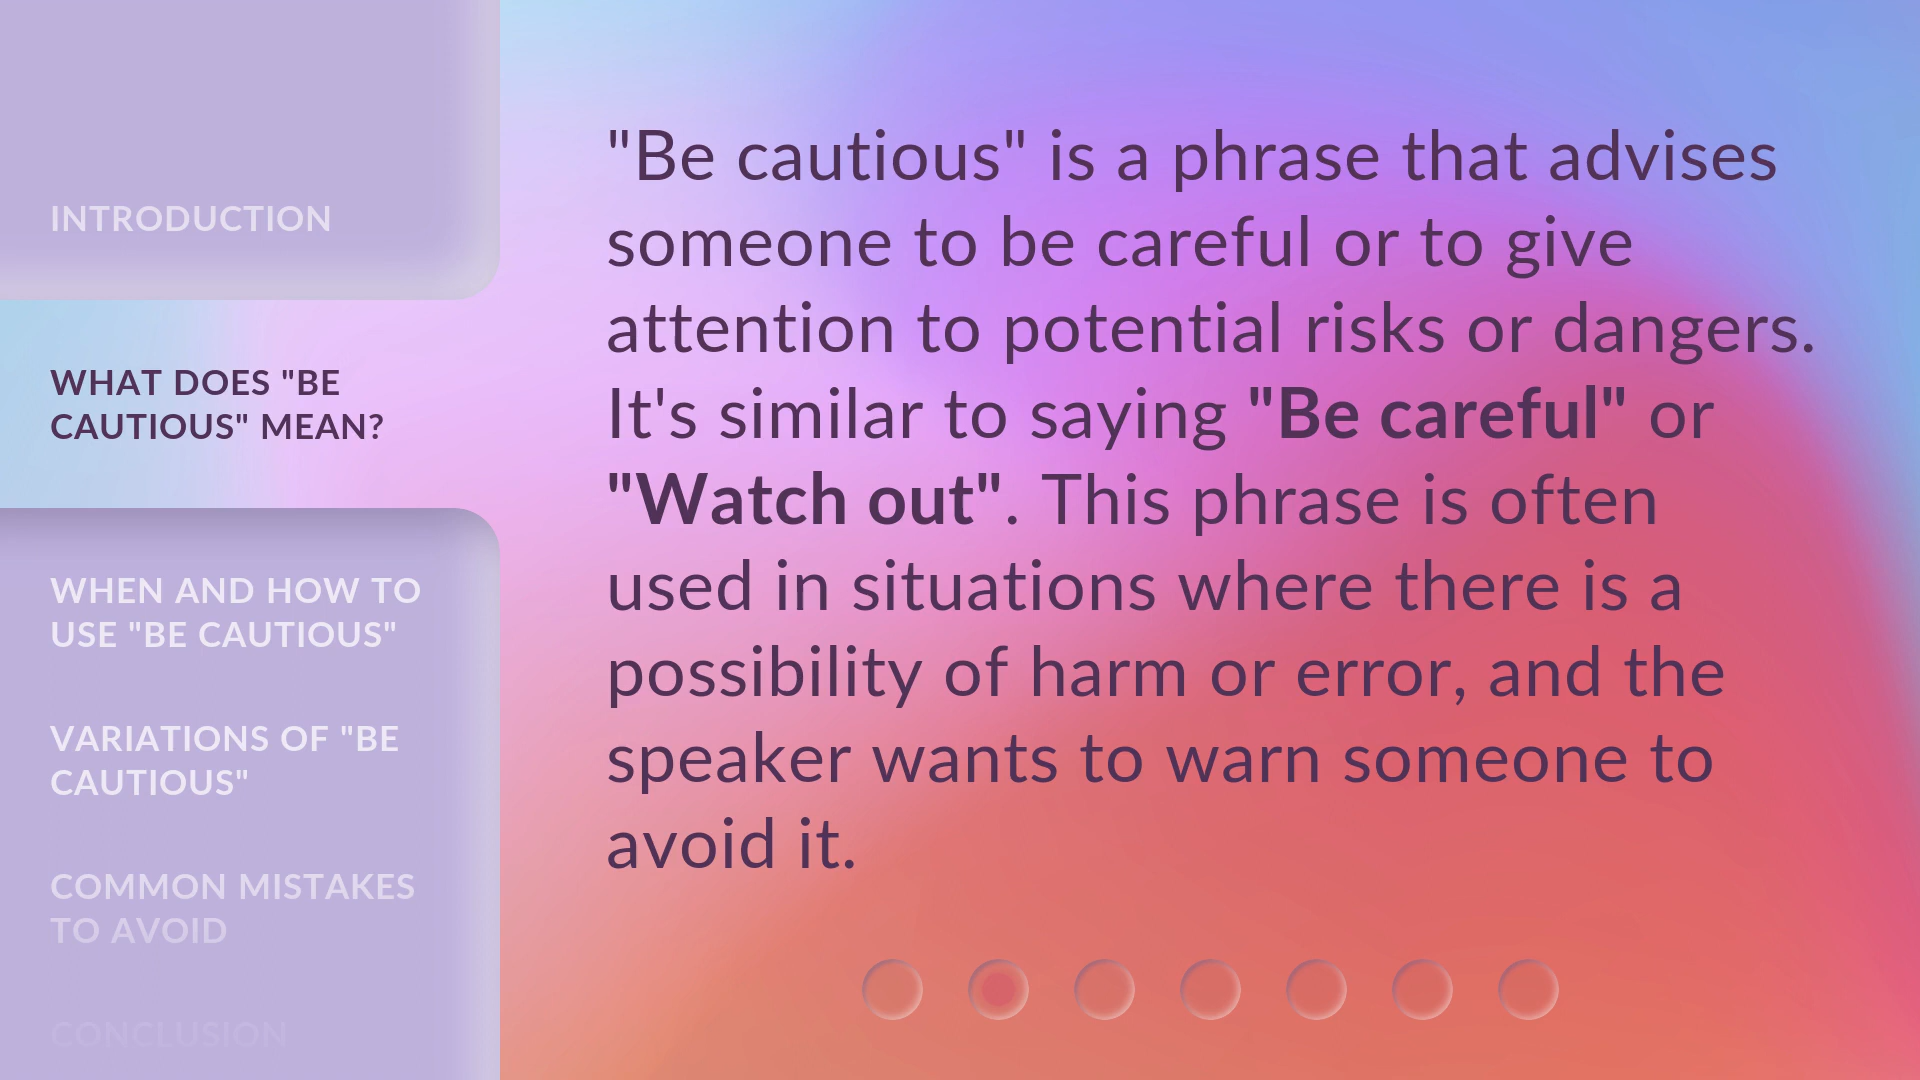 INTRODUCTION
WHAT DOES "BE
CAUTIOUS" MEAN?
WHEN AND HOW TO
USE "BE CAUTIOUS"
VARIATIONS OF "BE
CAUTIOUS"
COMMON MISTAKES
TO AVOID
CONCLUSION
"Be cautious" is a phrase that advises
someone to be careful or to give
attention to potential risks or dangers.
It's similar to saying "Be careful" or
"Watch out". This phrase is often
used in situations where there is a
possibility of harm or error, and the
speaker wants to warn someone to
avoid it.